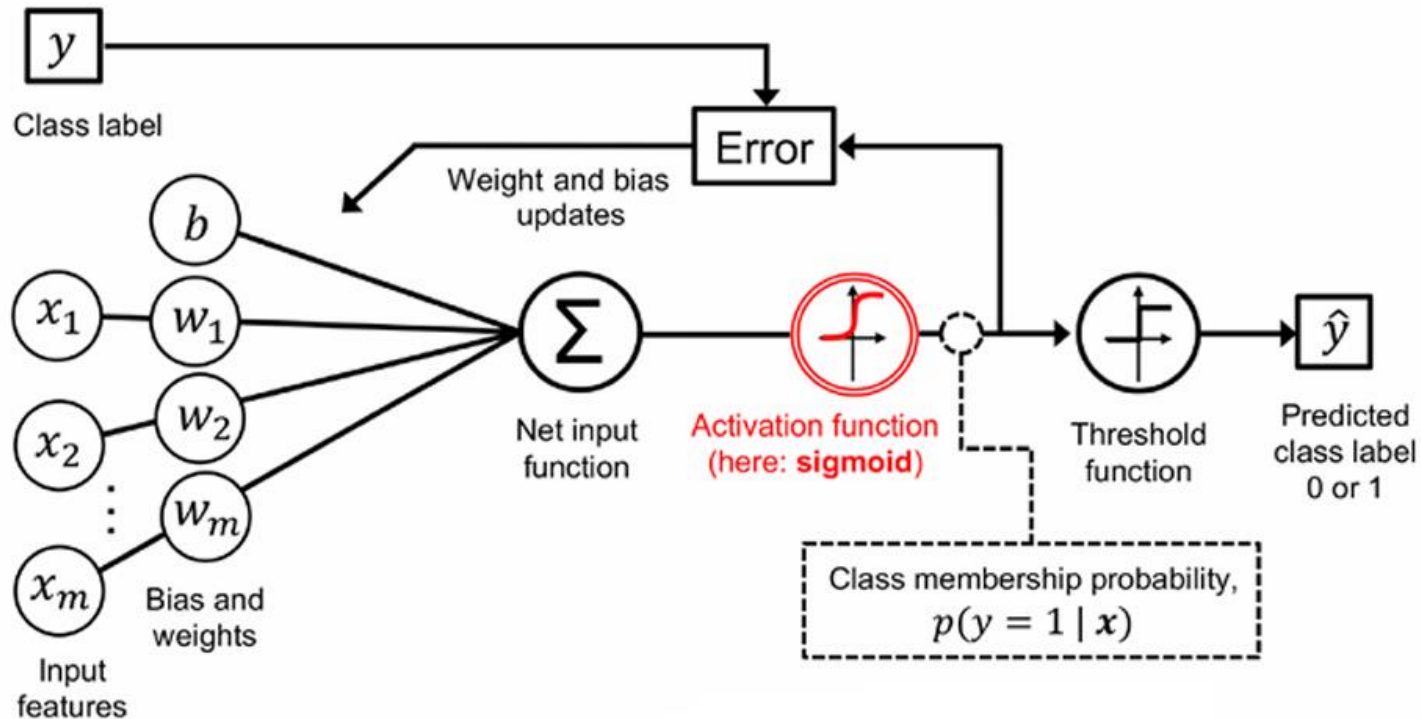 y
Class label
Error
Weight and bias
updates
b
x₁
w₁
x₂
w₂
⋮
xₘ
wₘ
Bias and
weights
Input
features
Σ
Net input
function
Activation function
(here: sigmoid)
Threshold
function
ŷ
Predicted
class label
0 or 1
Class membership probability,
p(y = 1 | x)